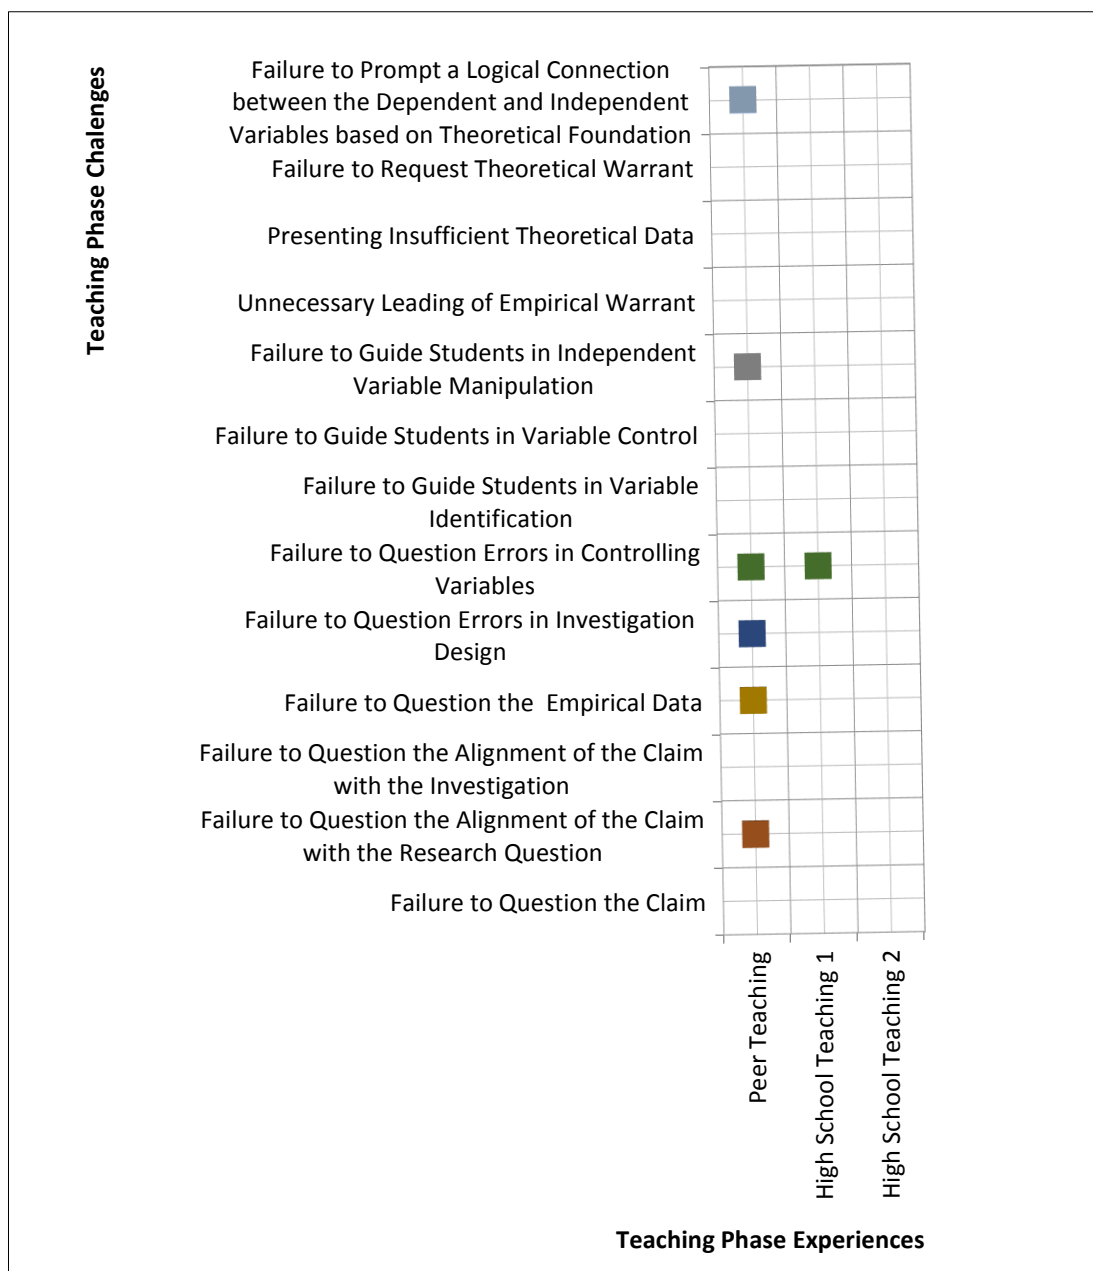 Teaching Phase Chalenges
Failure to Prompt a Logical Connection
between the Dependent and Independent
Variables based on Theoretical Foundation
Failure to Request Theoretical Warrant
Presenting Insufficient Theoretical Data
Unnecessary Leading of Empirical Warrant
Failure to Guide Students in Independent
Variable Manipulation
Failure to Guide Students in Variable Control
Failure to Guide Students in Variable
Identification
Failure to Question Errors in Controlling
Variables
Failure to Question Errors in Investigation
Design
Failure to Question the  Empirical Data
Failure to Question the Alignment of the Claim
with the Investigation
Failure to Question the Alignment of the Claim
with the Research Question
Failure to Question the Claim
Peer Teaching
High School Teaching 1
High School Teaching 2
Teaching Phase Experiences